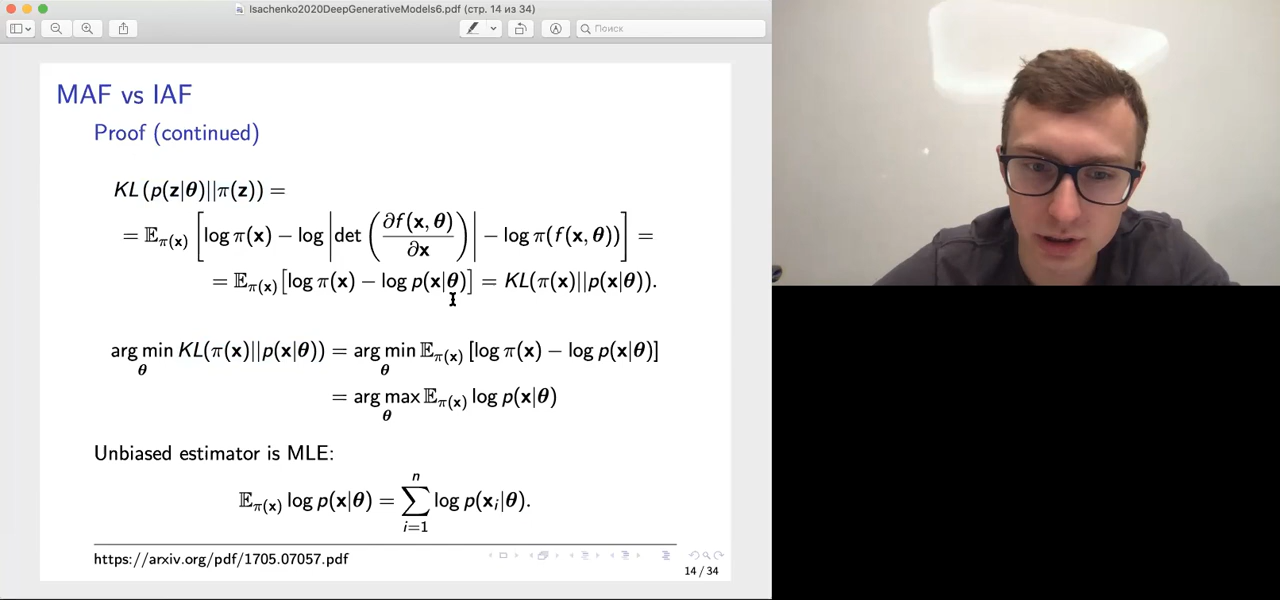 Isachenko2020DeepGenerativeModels6.pdf (стр. 14 из 34)
Поиск
MAF vs IAF
Proof (continued)
KL(p(z|θ)||π(z)) =
= 𝔼π(x) [log π(x) − log |det (∂f(x, θ)/∂x)| − log π(f(x, θ))] =
= 𝔼π(x) [log π(x) − log p(x|θ)] = KL(π(x)||p(x|θ)).
arg min θ KL(π(x)||p(x|θ)) = arg min θ 𝔼π(x) [log π(x) − log p(x|θ)]
= arg max θ 𝔼π(x) log p(x|θ)
Unbiased estimator is MLE:
𝔼π(x) log p(x|θ) = ∑ i=1 n log p(xᵢ|θ).
https://arxiv.org/pdf/1705.07057.pdf
14 / 34